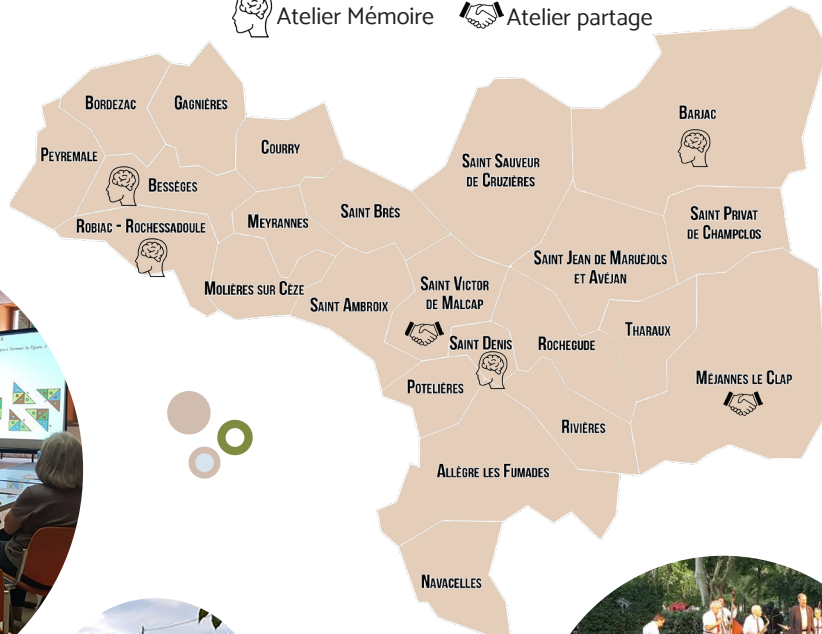 Atelier Mémoire
Atelier partage
Bordezac
Gagnières
Barjac
Courry
Peyremale
Saint Sauveur
de Cruzières
Bessèges
Saint Brès
Saint Privat
de Champclos
Robiac - Rochessadoule
Meyrannes
Saint Jean de Maruéjols
et Avéjan
Molières sur Cèze
Saint Ambroix
Saint Victor
de Malcap
Tharaux
Saint Denis
Rochegude
Méjannes le Clap
Potelières
Rivières
Allègre les Fumades
Navacelles